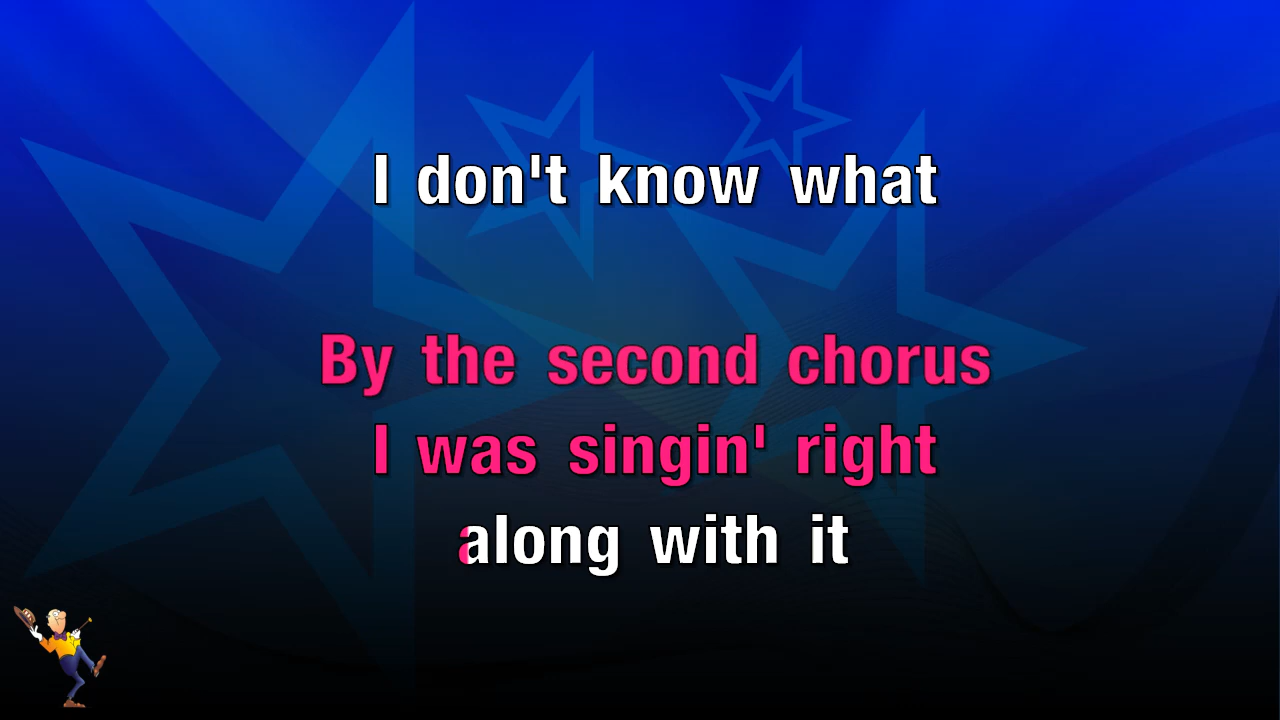 I don't know what
By the second chorus
I was singin' right
along with it